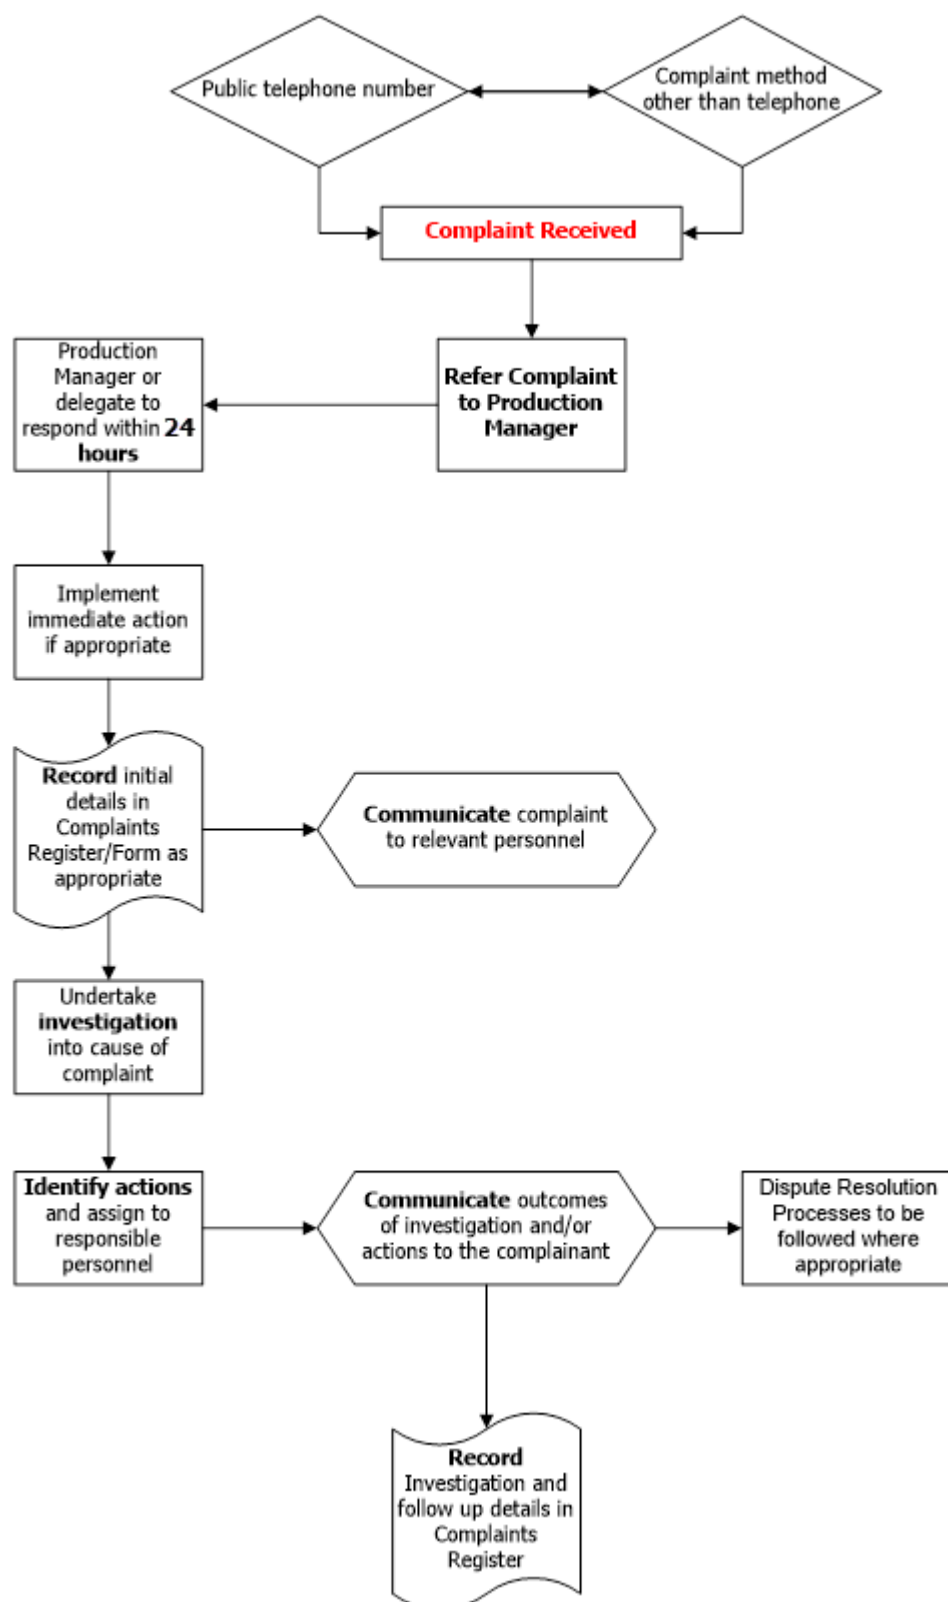 Public telephone number
Complaint method
other than telephone
Complaint Received
Production
Manager or
delegate to
respond within 24
hours
Refer Complaint
to Production
Manager
Implement
immediate action
if appropriate
Record initial
details in
Complaints
Register/Form as
appropriate
Communicate complaint
to relevant personnel
Undertake
investigation
into cause of
complaint
Identify actions
and assign to
responsible
personnel
Communicate outcomes
of investigation and/or
actions to the complainant
Dispute Resolution
Processes to be
followed where
appropriate
Record
Investigation and
follow up details in
Complaints
Register